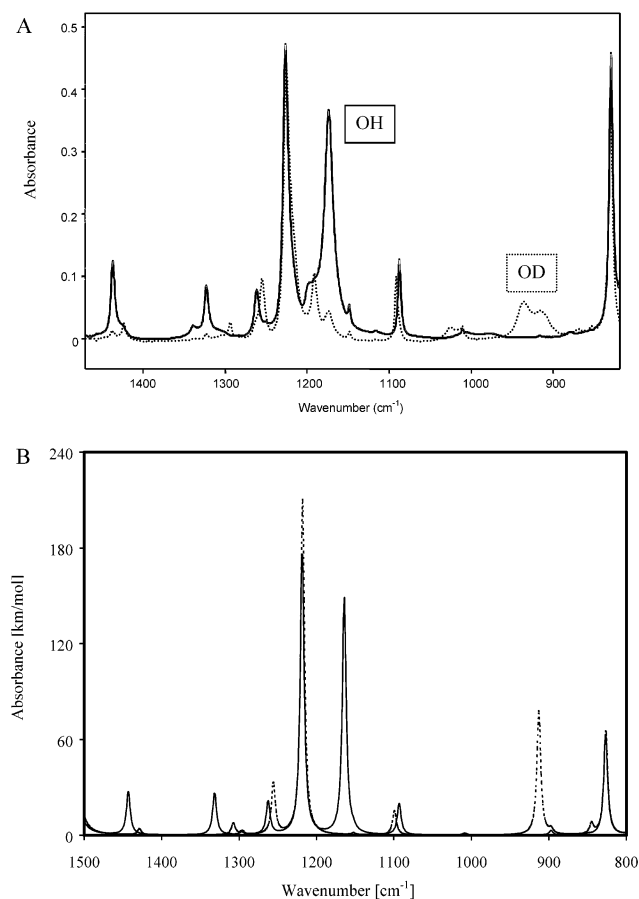 A
0.5
0.4
0.3
0.2
0.1
0
Absorbance
OH
OD
1400 1300 1200 1100 1000 900
Wavenumber (cm⁻¹)
B
240
180
120
60
0
Absorbance [km/mol]
1500 1400 1300 1200 1100 1000 900 800
Wavenumber [cm⁻¹]